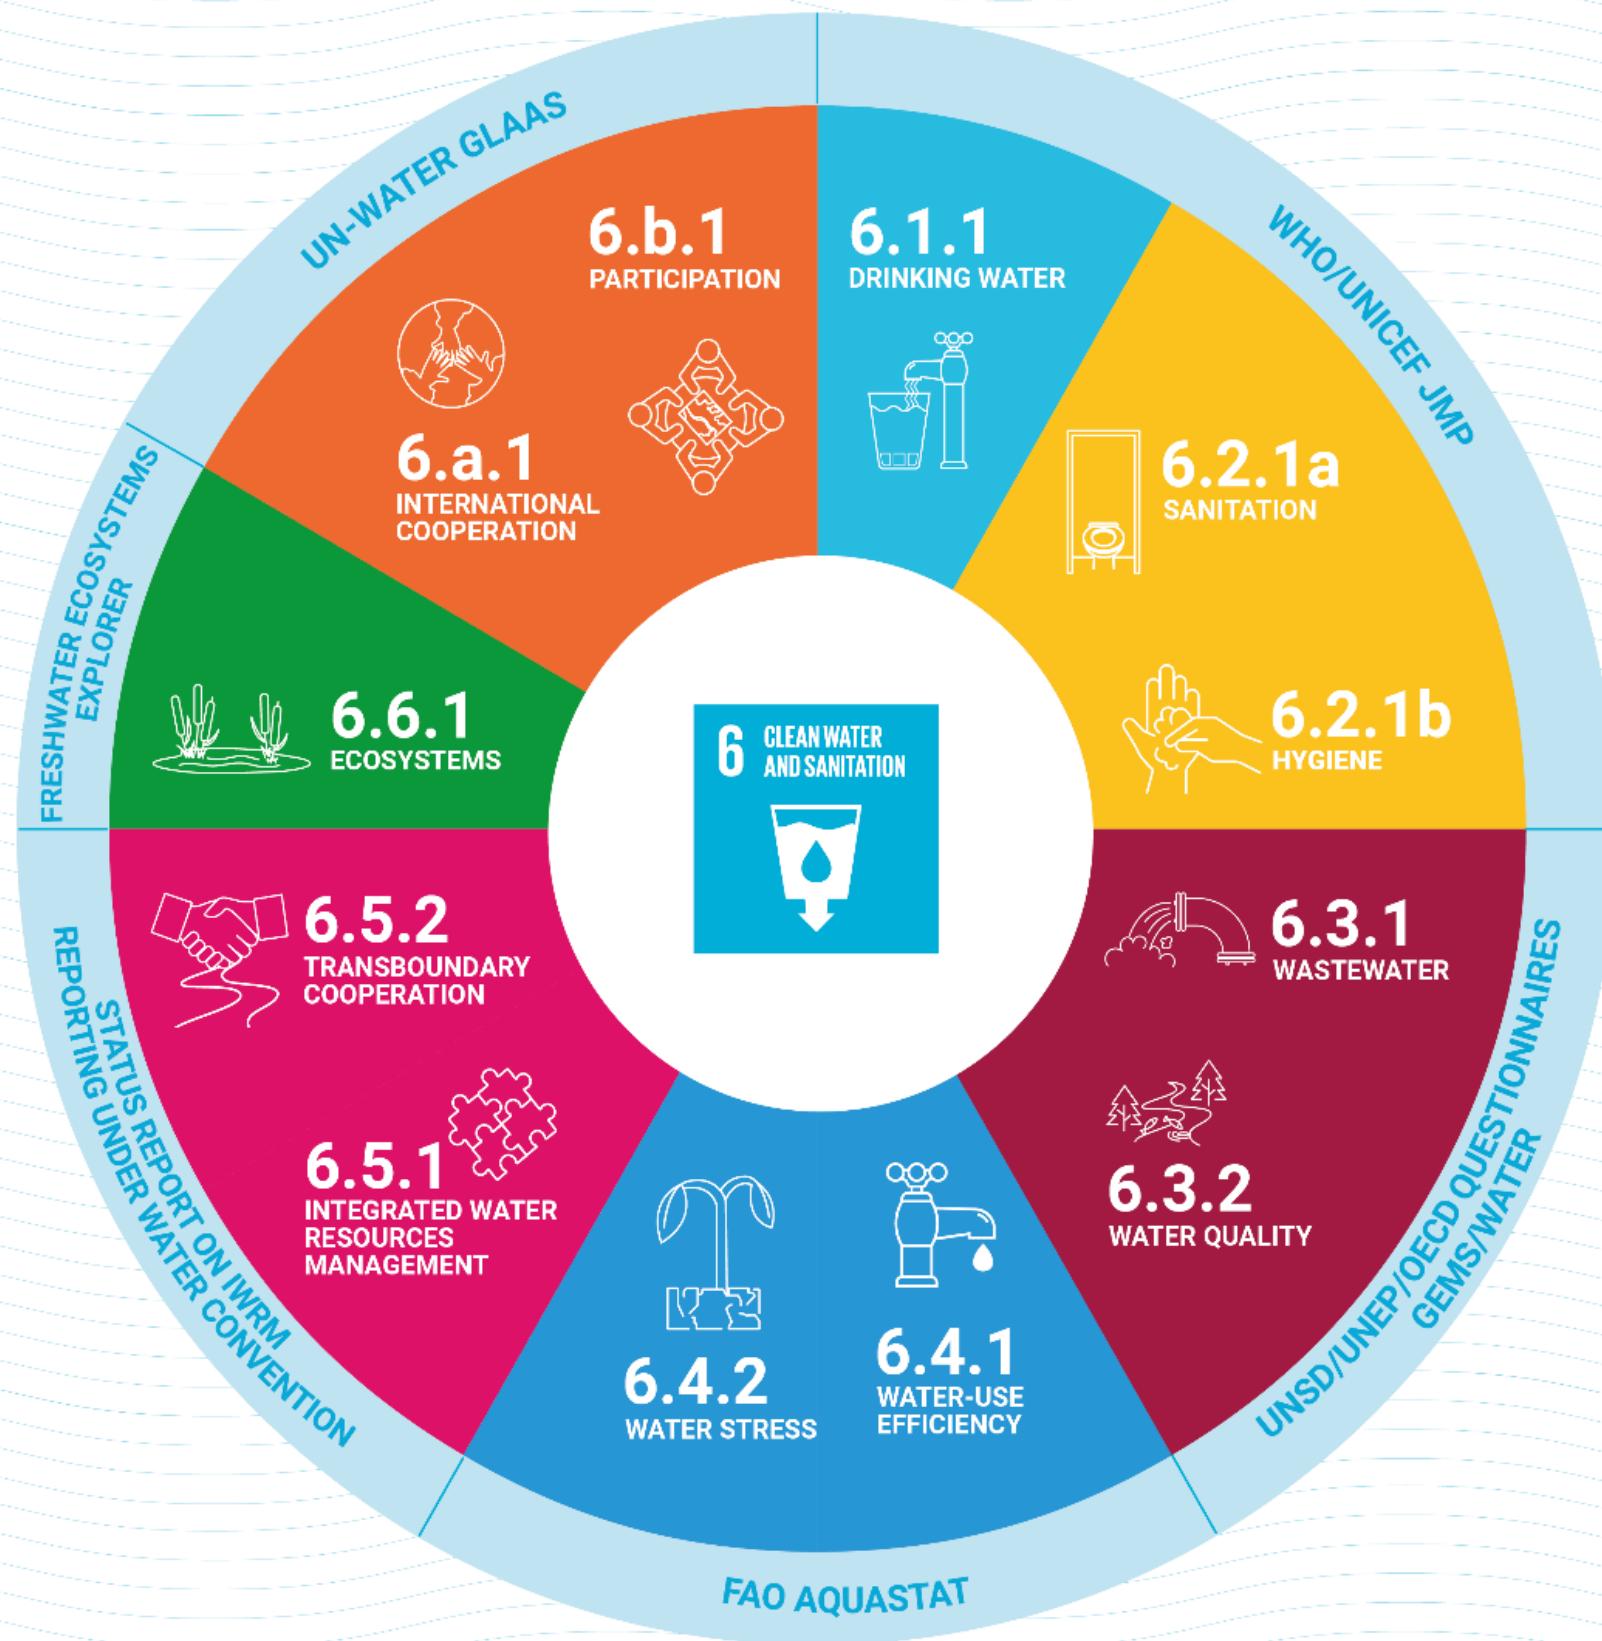 UN-WATER GLAAS
WHO/UNICEF JMP
6.b.1
PARTICIPATION
6.1.1
DRINKING WATER
6.a.1
INTERNATIONAL
COOPERATION
6.2.1a
SANITATION
6.2.1b
HYGIENE
FRESHWATER ECOSYSTEMS
EXPLORER
6.6.1
ECOSYSTEMS
6 CLEAN WATER
AND SANITATION
6.5.2
TRANSBOUNDARY
COOPERATION
6.3.1
WASTEWATER
6.5.1
INTEGRATED WATER
RESOURCES
MANAGEMENT
6.3.2
WATER QUALITY
STATUS REPORT ON IWRM
REPORTING UNDER WATER CONVENTION
UNSD/UNEP/OECD QUESTIONNAIRES
GEMS/WATER
6.4.2
WATER STRESS
6.4.1
WATER-USE
EFFICIENCY
FAO AQUASTAT